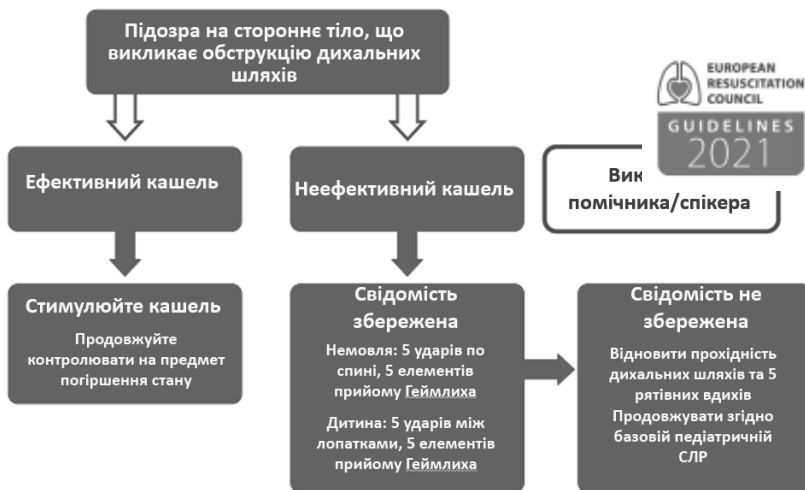 Підозра на стороннє тіло, що
викликає обструкцію дихальних
шляхів
EUROPEAN
RESUSCITATION
COUNCIL
GUIDELINES
2021
Ефективний кашель
Неефективний кашель
помічника/спікера
Стимулюйте кашель
Продовжуйте
контролювати на предмет
погіршення стану
Свідомість
збережена
Немовля: 5 ударів по
спині, 5 елементів
прийому Геймлиха
Дитина: 5 ударів між
лопатками, 5 елементів
прийому Геймлиха
Свідомість не
збережена
Відновити прохідність
дихальних шляхів та 5
рятівних вдихів
Продовжувати згідно
базовій педіатричній
СЛР